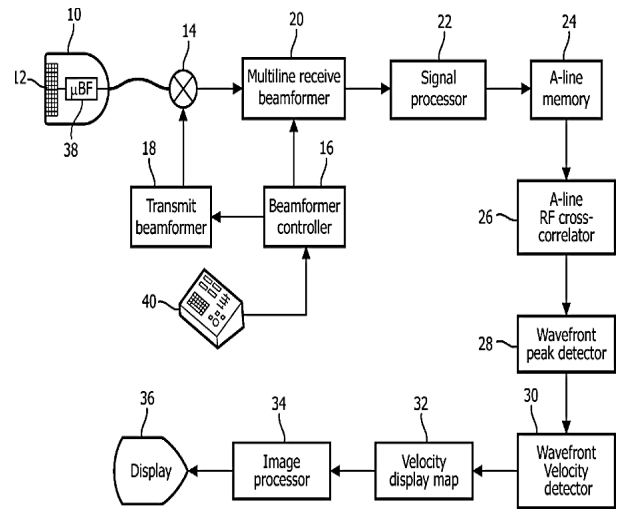 10
14
20
22
24
12
μBF
38
Multiline receive
beamformer
Signal
processor
A-line
memory
18
16
Transmit
beamformer
Beamformer
controller
26
A-line
RF cross-
correlator
40
28
Wavefront
peak detector
36
34
32
30
Display
Image
processor
Velocity
display map
Wavefront
Velocity
detector